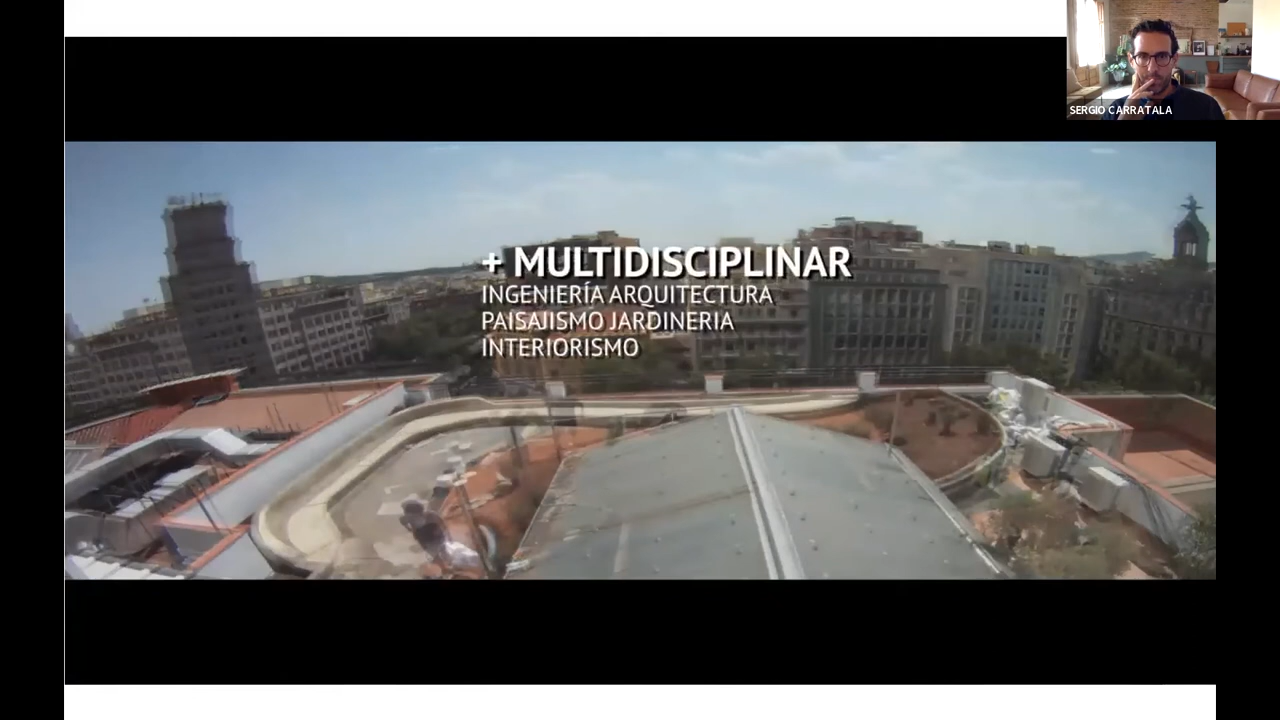 SERGIO CARRATALA
+ MULTIDISCIPLINAR
INGENIERÍA ARQUITECTURA
PAISAJISMO JARDINERIA
INTERIORISMO